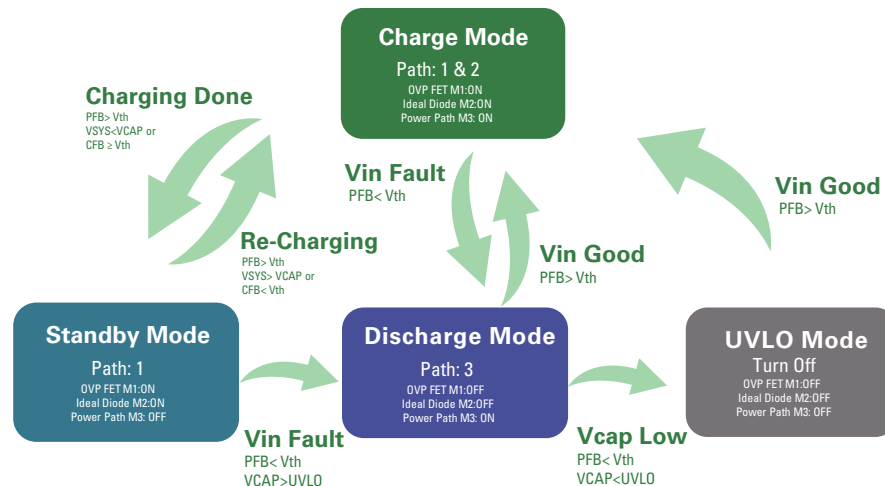 Charge Mode
Path: 1 & 2
OVP FET M1:ON
Ideal Diode M2:ON
Power Path M3: ON
Charging Done
PFB> Vth
VSYS<VCAP or
CFB ≥ Vth
Vin Fault
PFB< Vth
Vin Good
PFB> Vth
Re-Charging
PFB> Vth
VSYS> VCAP or
CFB< Vth
Vin Good
PFB> Vth
Standby Mode
Path: 1
OVP FET M1:ON
Ideal Diode M2:ON
Power Path M3: OFF
Discharge Mode
Path: 3
OVP FET M1:OFF
Ideal Diode M2:OFF
Power Path M3: ON
UVLO Mode
Turn Off
OVP FET M1:OFF
Ideal Diode M2:OFF
Power Path M3: OFF
Vin Fault
PFB< Vth
VCAP>UVLO
Vcap Low
PFB< Vth
VCAP<UVLO